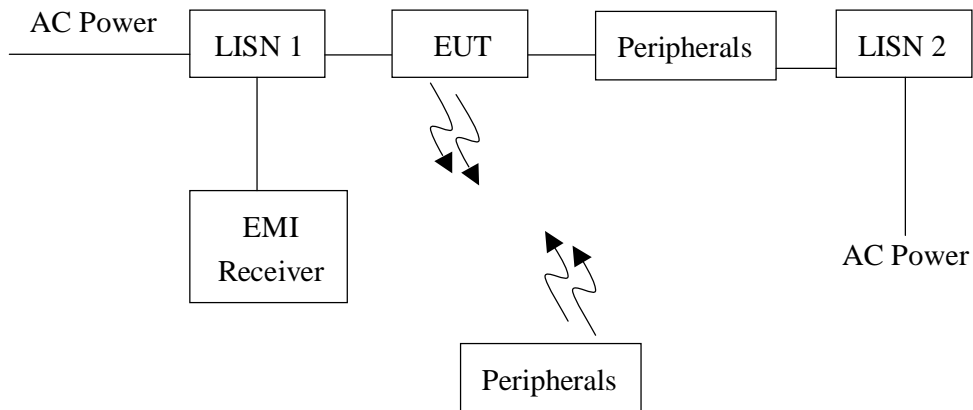 AC Power
LISN 1
EUT
Peripherals
LISN 2
EMI
Receiver
AC Power
Peripherals